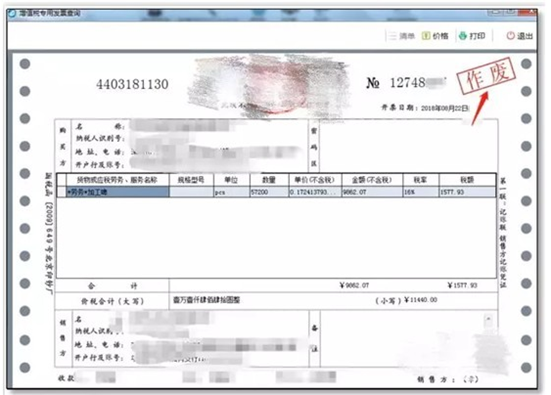 增值税专用发票查询
清单 价格 打印 退出
4403181130
№ 12748
作废
开票日期：2018年08月22日
购买方
名 称：
纳税人识别号：
地 址、电 话：
开户行及账号：
密码区
货物或应税劳务、服务名称 规格型号 单位 数量 单价(不含税) 金额(不含税) 税率 税额
*劳务*加工费 pcs 57200 0.172413793... 9862.07 16% 1577.93
合 计 ￥9862.07 ￥1577.93
价税合计（大写） 壹万壹仟肆佰肆拾圆整 （小写）￥11440.00
销售方
名 称：
纳税人识别号：
地 址、电 话：
开户行及账号：
备注
收款 销 售 方：（章）
第一联：记账联 销售方记账凭证